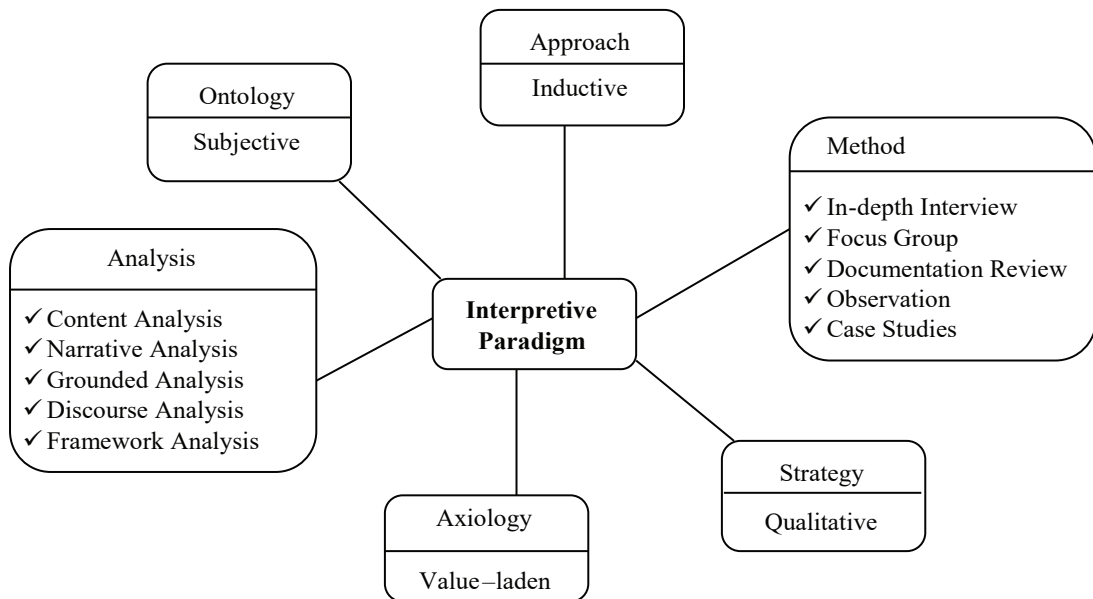 Approach
Inductive
Ontology
Subjective
Method
✓ In-depth Interview
✓ Focus Group
✓ Documentation Review
✓ Observation
✓ Case Studies
Analysis
✓ Content Analysis
✓ Narrative Analysis
✓ Grounded Analysis
✓ Discourse Analysis
✓ Framework Analysis
Interpretive
Paradigm
Strategy
Qualitative
Axiology
Value–laden